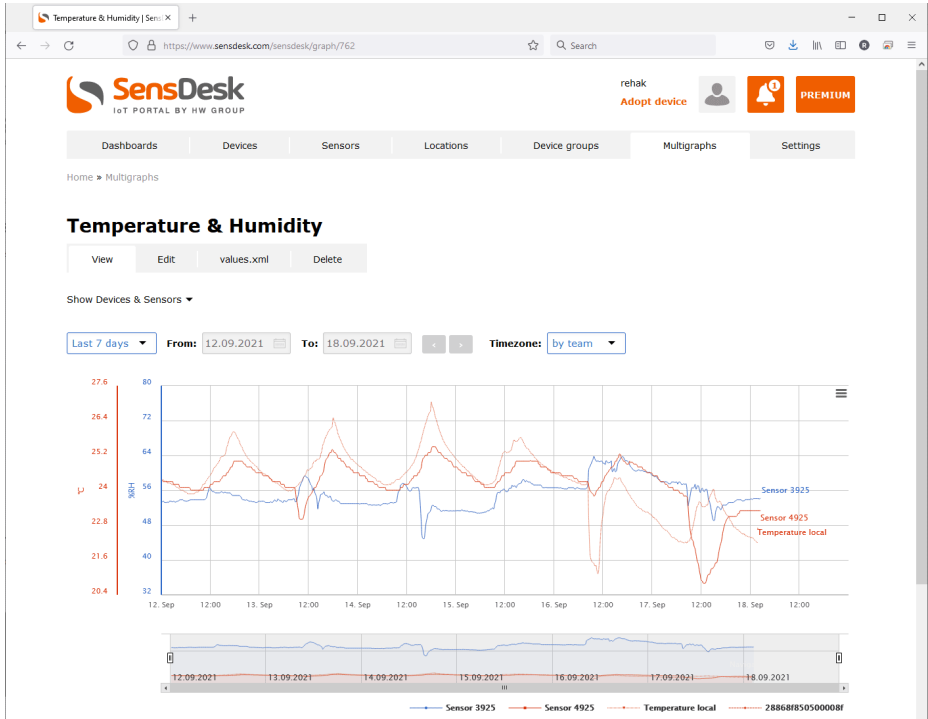 Temperature & Humidity | Sens
https://www.sensdesk.com/sensdesk/graph/762
Search
SensDesk
IoT PORTAL BY HW GROUP
rehak
Adopt device
1
PREMIUM
Dashboards Devices Sensors Locations Device groups Multigraphs Settings
Home » Multigraphs
Temperature & Humidity
View Edit values.xml Delete
Show Devices & Sensors
Last 7 days From: 12.09.2021 To: 18.09.2021 Timezone: by team
27.6 80
26.4 72
25.2 64
24 56
22.8 48
21.6 40
20.4 32
°C
%RH
Sensor 3925
Sensor 4925
Temperature local
12. Sep 12:00 13. Sep 12:00 14. Sep 12:00 15. Sep 12:00 16. Sep 12:00 17. Sep 12:00 18. Sep 12:00
12.09.2021 13.09.2021 14.09.2021 15.09.2021 16.09.2021 17.09.2021 18.09.2021
Sensor 3925 Sensor 4925 Temperature local 28868f850500008f